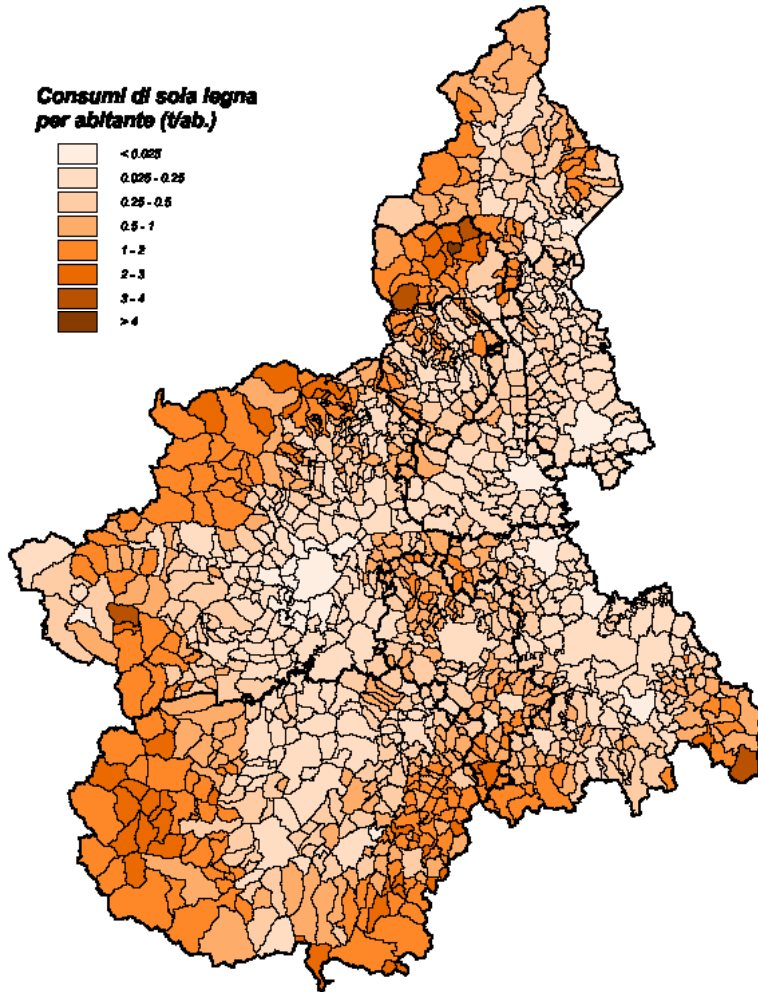 Consumi di sola legna
per abitante (t/ab.)
< 0.025
0.025 - 0.25
0.25 - 0.5
0.5 - 1
1 - 2
2 - 3
3 - 4
> 4